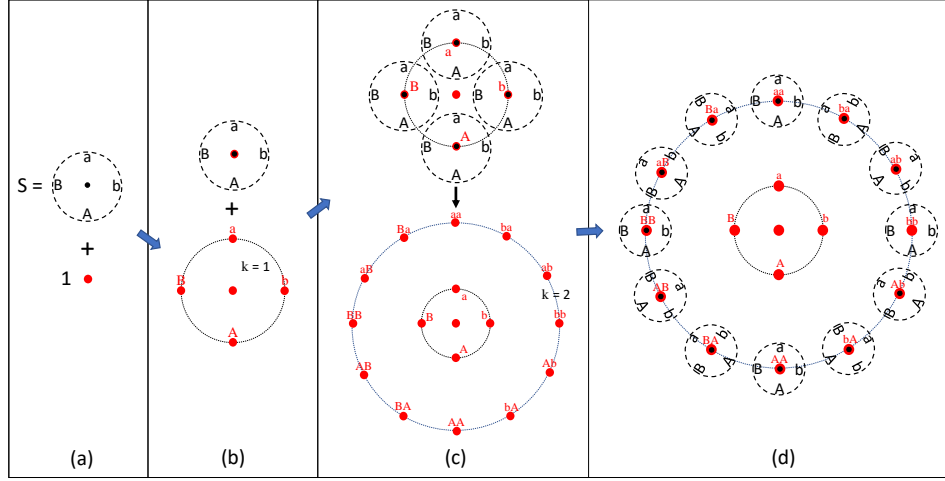 a
S = B b
A
+
1
(a)
a
B b
A
+
a
k = 1
B b
A
(b)
a
B b
a
A
a a
B B b B b b
A a A
B A b
A
aa
Ba ba
aB ab
k = 2
a
BB B b bb
A
AB Ab
BA bA
AA
(c)
a
B aa b
A
B a Ba b A
a b ba B A
a b aB B A
a b ab B A
a
B a b
a
B BB b
A
B b
a
B bb b
A
A
a b AB B A
a b Ab B A
a b BA B A
B a bA A b
a
B AA b
A
(d)